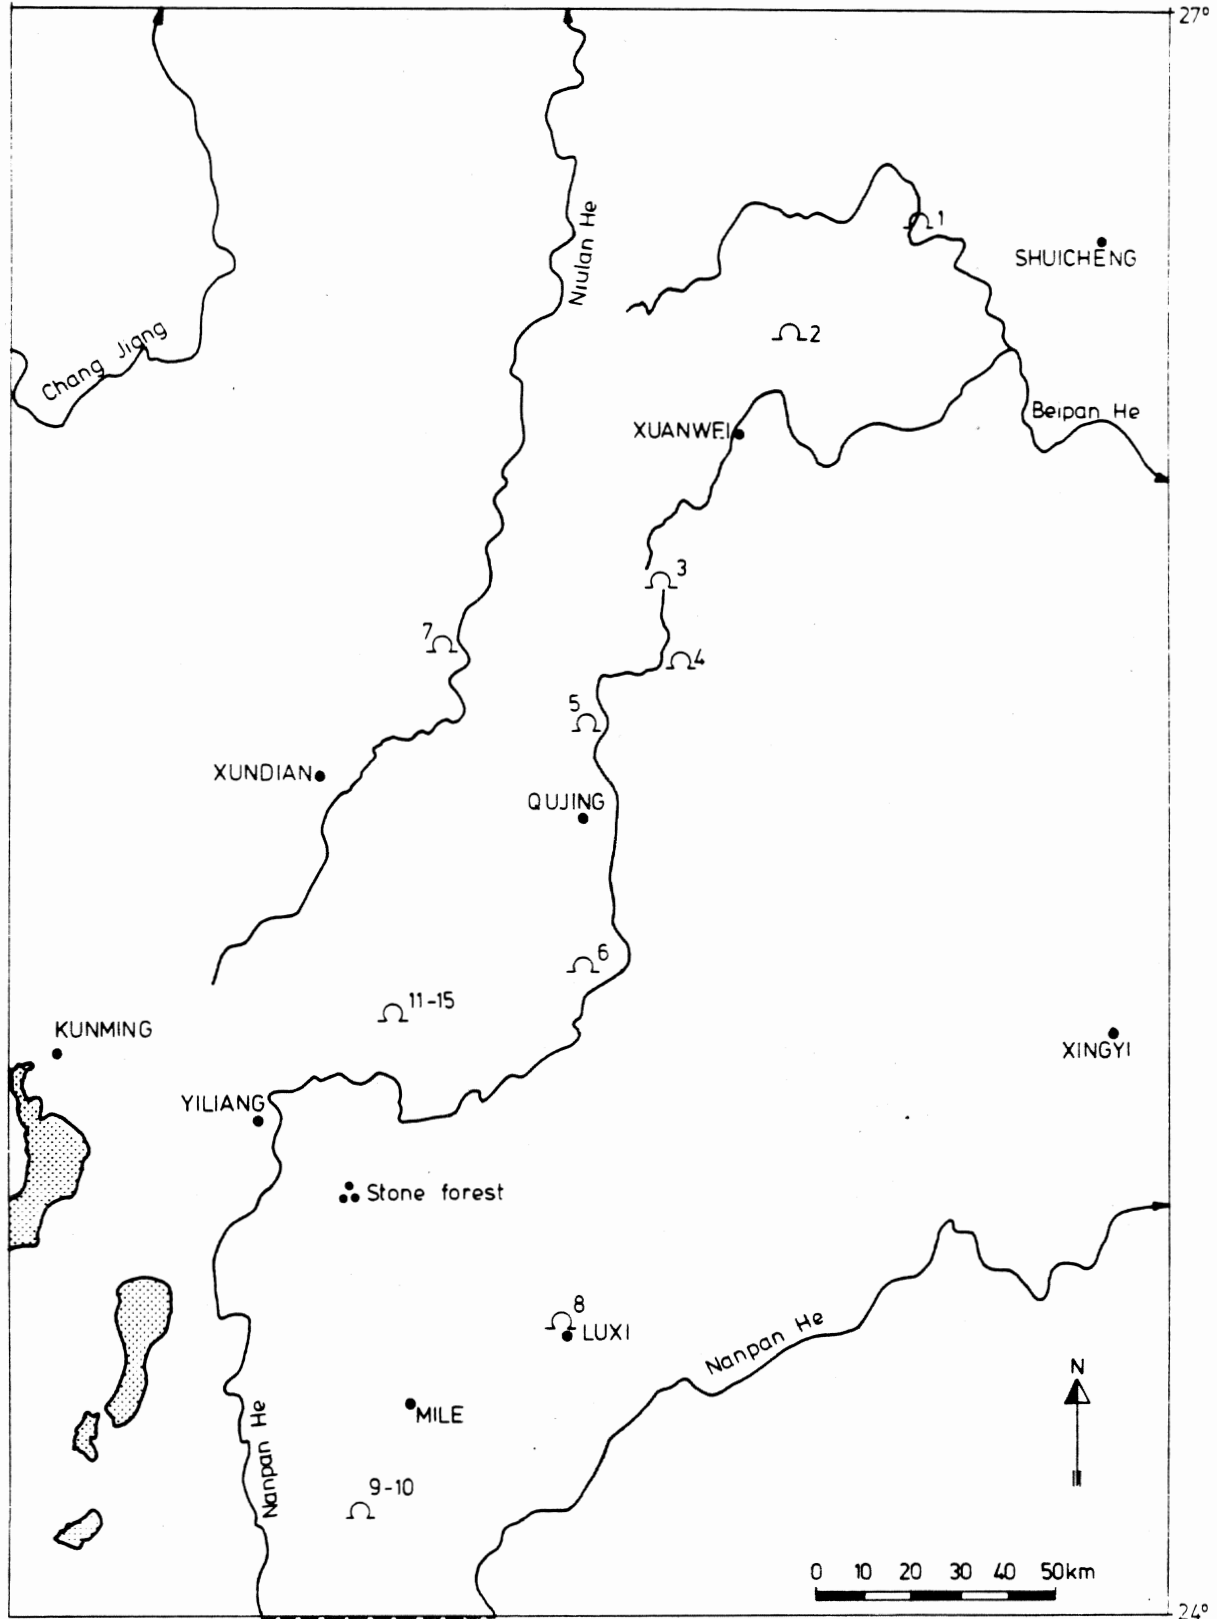 27°
Niulan He
1
SHUICHENG
2
Chang Jiang
Beipan He
XUANWEI
3
7
4
5
XUNDIAN
QUJING
6
11-15
KUNMING
XINGYI
YILIANG
Stone forest
8
LUXI
Nanpan He
N
MILE
Nanpan He
9-10
0 10 20 30 40 50km
24°